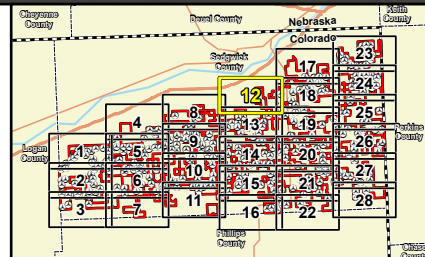 Cheyenne
County
Deuel County
Keith
County
Nebraska
Colorado
Sedgwick
County
23
17
24
12
18
8
25
4
13
19
Perkins
County
Logan
County
1
5
9
14
20
26
2
6
10
15
21
27
3
7
11
16
22
28
Phillips
County
Chase